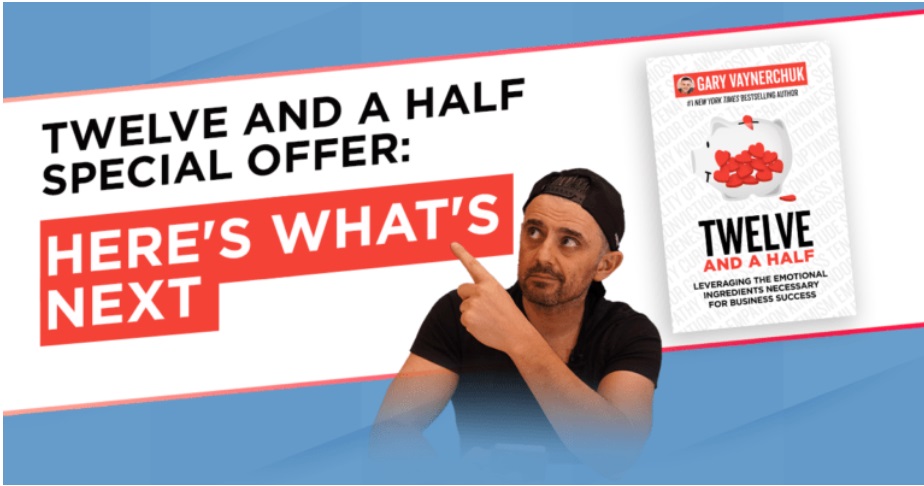 TWELVE AND A HALF
SPECIAL OFFER:
HERE'S WHAT'S
NEXT
GARY VAYNERCHUK
#1 NEW YORK TIMES BESTSELLING AUTHOR
TWELVE
AND A HALF
LEVERAGING THE EMOTIONAL
INGREDIENTS NECESSARY
FOR BUSINESS SUCCESS